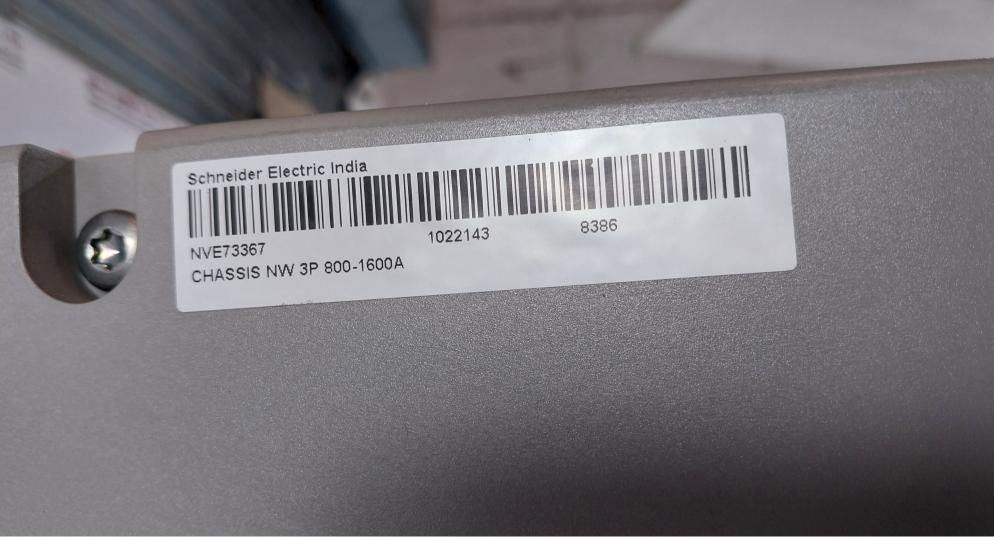 Schneider Electric India
NVE73367 1022143 8386
CHASSIS NW 3P 800-1600A